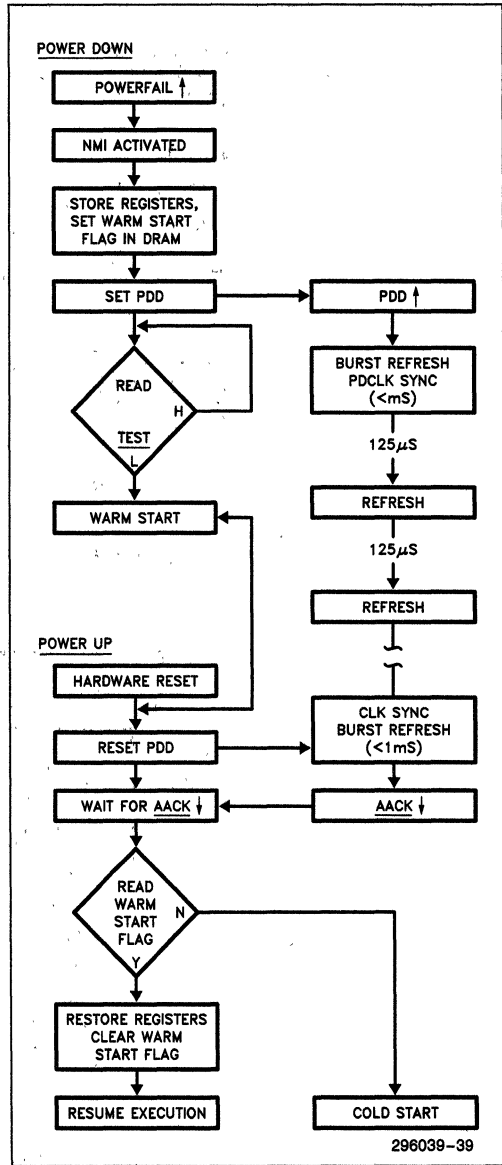 POWER DOWN
POWERFAIL ↑
NMI ACTIVATED
STORE REGISTERS,
SET WARM START
FLAG IN DRAM
SET PDD
PDD ↑
READ
H
TEST
L
BURST REFRESH
PDCLK SYNC
(<mS)
125μS
REFRESH
125μS
REFRESH
WARM START
POWER UP
HARDWARE RESET
RESET PDD
CLK SYNC
BURST REFRESH
(<1mS)
WAIT FOR AACK ↓
AACK ↓
READ
WARM
START
FLAG
N
Y
RESTORE REGISTERS
CLEAR WARM
START FLAG
RESUME EXECUTION
COLD START
296039-39